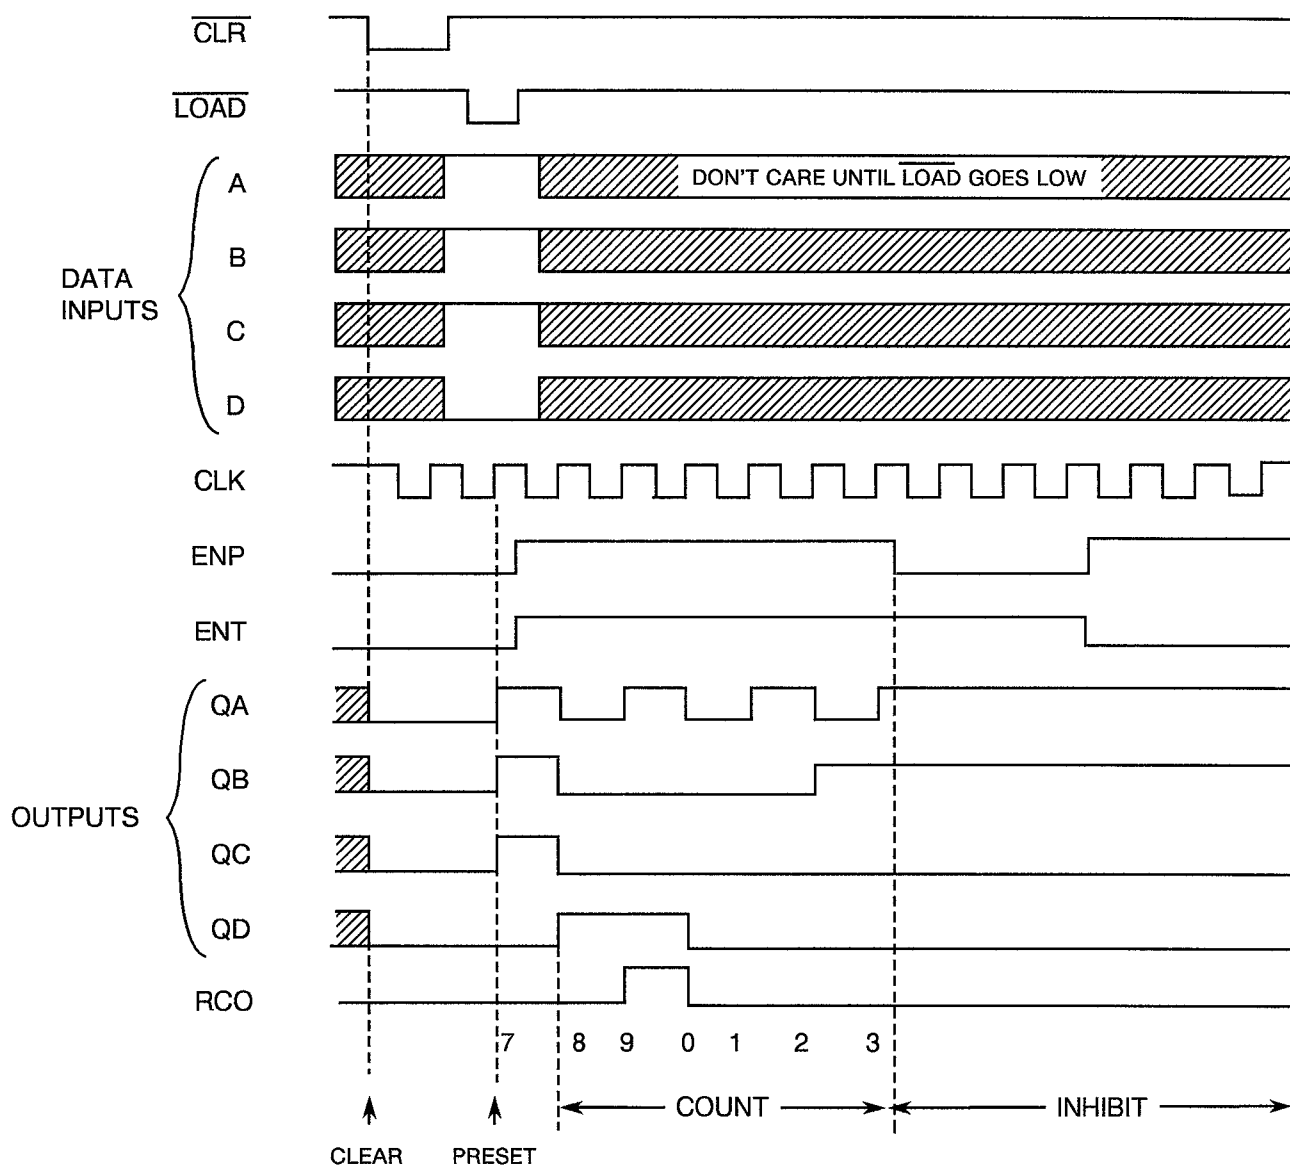 CLR
LOAD
A
DON'T CARE UNTIL LOAD GOES LOW
B
DATA
INPUTS
C
D
CLK
ENP
ENT
QA
QB
OUTPUTS
QC
QD
RCO
7 8 9 0 1 2 3
COUNT INHIBIT
CLEAR PRESET